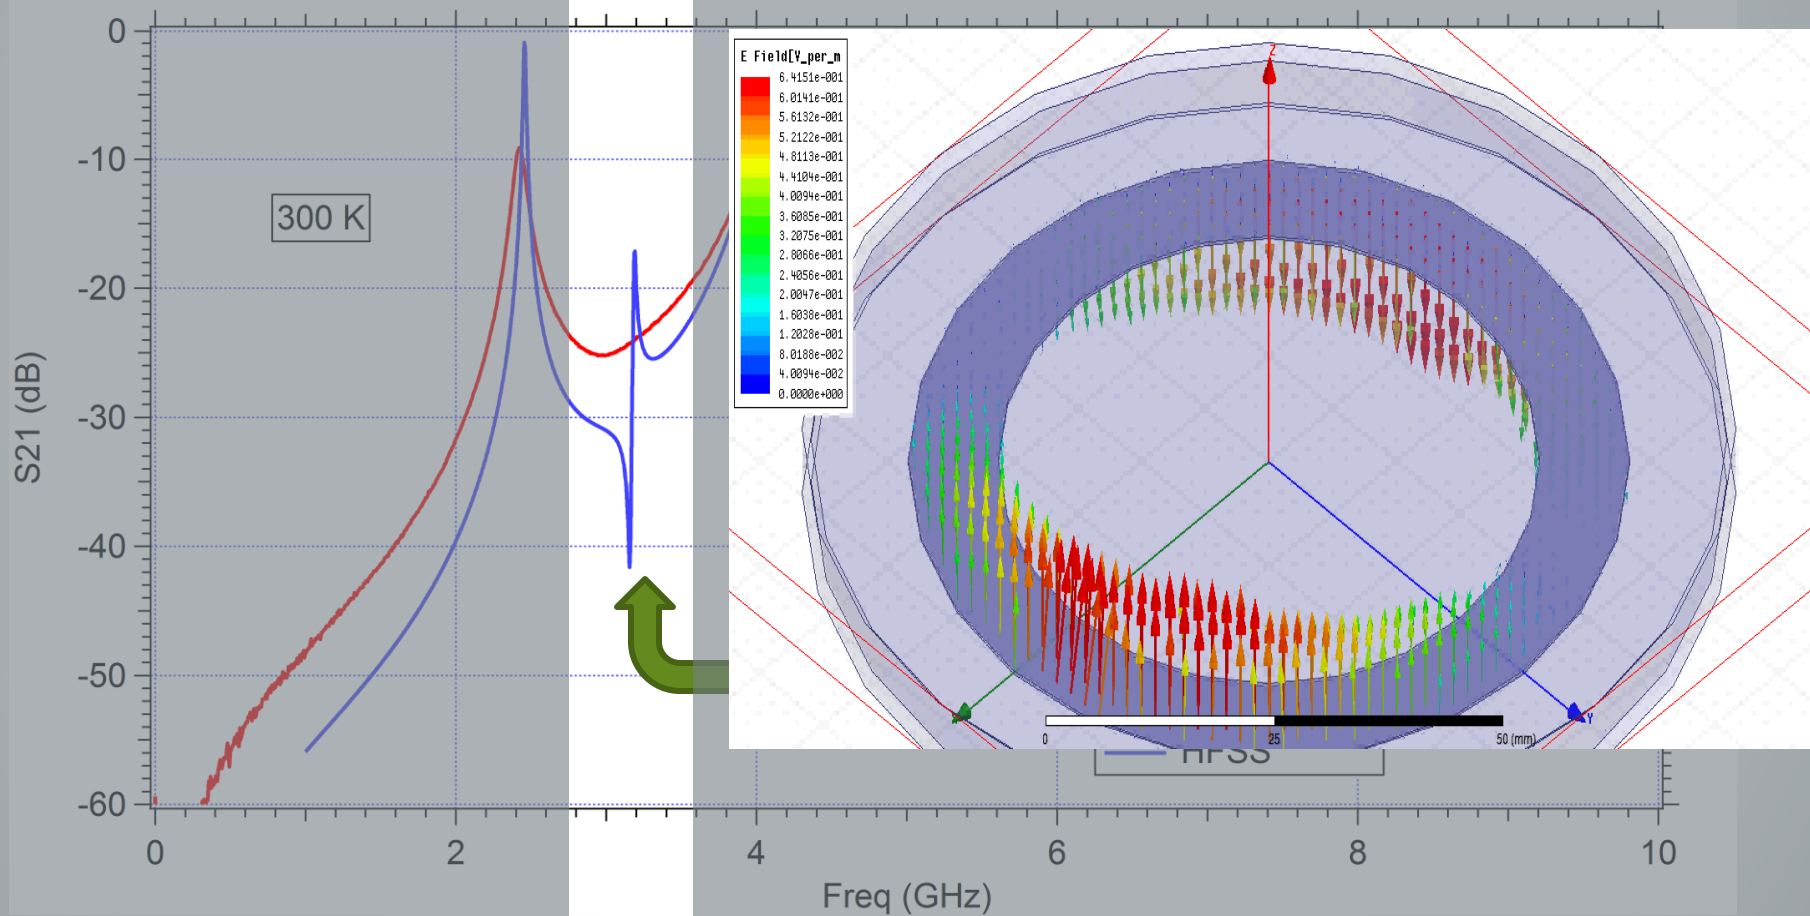 0
-10
-20
-30
-40
-50
-60
S21 (dB)
300 K
E Field[V_per_m
6.4151e-001
6.0141e-001
5.6132e-001
5.2122e-001
4.8113e-001
4.4104e-001
4.0094e-001
3.6085e-001
3.2075e-001
2.8066e-001
2.4056e-001
2.0047e-001
1.6038e-001
1.2028e-001
8.0188e-002
4.0094e-002
0.0000e+000
Z
Y
0 25 50 (mm)
HFSS
0 2 4 6 8 10
Freq (GHz)